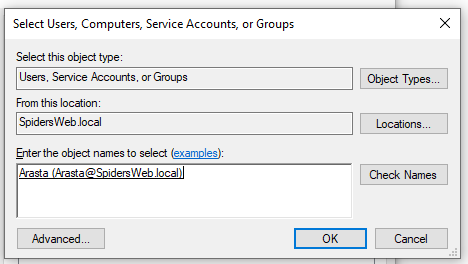 Select Users, Computers, Service Accounts, or Groups
Select this object type:
Users, Service Accounts, or Groups
Object Types...
From this location:
SpidersWeb.local
Locations...
Enter the object names to select (examples):
Arasta (Arasta@SpidersWeb.local)
Check Names
Advanced...
OK
Cancel